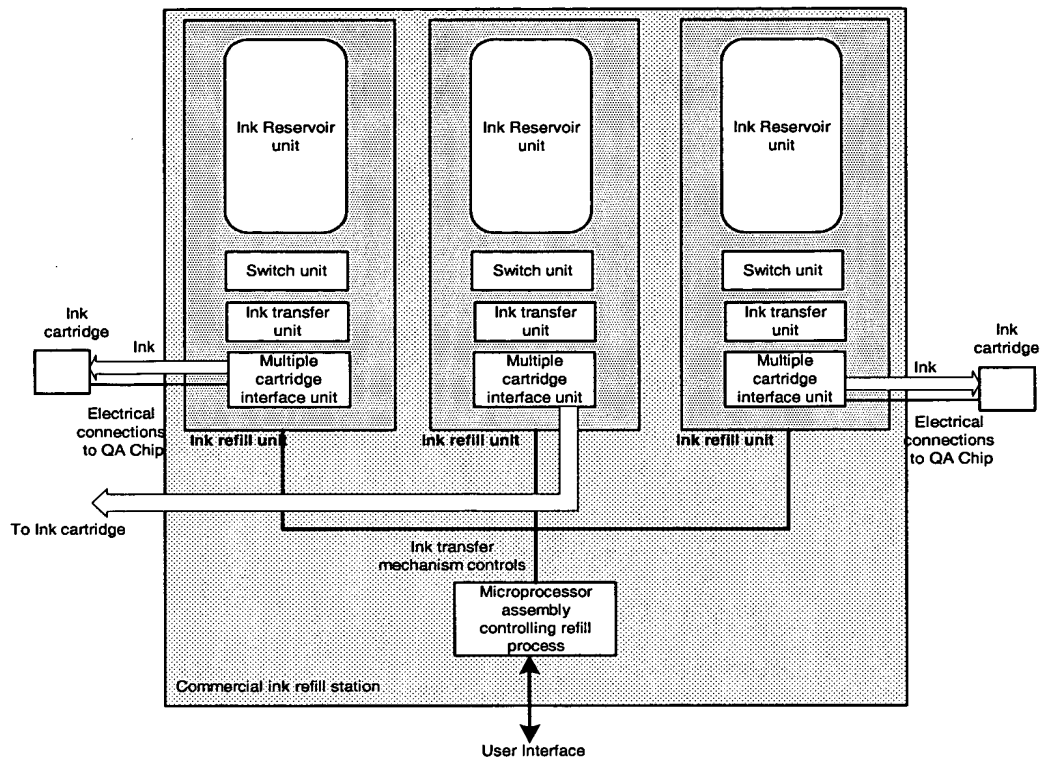 Ink Reservoir
unit
Ink Reservoir
unit
Ink Reservoir
unit
Switch unit
Switch unit
Switch unit
Ink
cartridge
Ink transfer
unit
Ink transfer
unit
Ink transfer
unit
Ink
cartridge
Ink
Multiple
cartridge
interface unit
Multiple
cartridge
interface unit
Multiple
cartridge
interface unit
Ink
Electrical
connections
to QA Chip
Ink refill unit
Ink refill unit
Ink refill unit
Electrical
connections
to QA Chip
To Ink cartridge
Ink transfer
mechanism controls
Microprocessor
assembly
controlling refill
process
Commercial ink refill station
User Interface